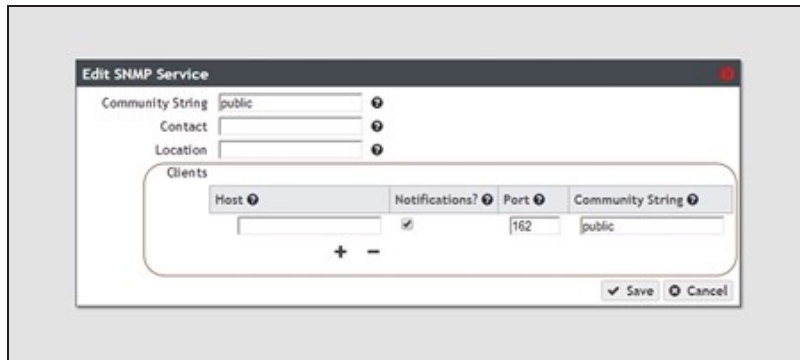 Edit SNMP Service
Community String public
Contact
Location
Clients
Host Notifications? Port Community String
162 public
Save Cancel